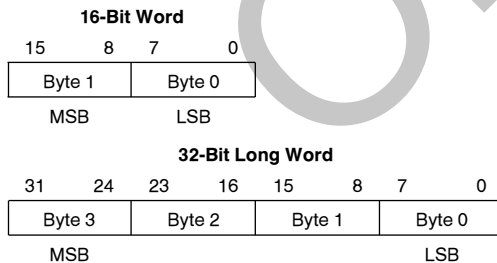 16-Bit Word
15 8 7 0
Byte 1 Byte 0
MSB LSB
32-Bit Long Word
31 24 23 16 15 8 7 0
Byte 3 Byte 2 Byte 1 Byte 0
MSB LSB